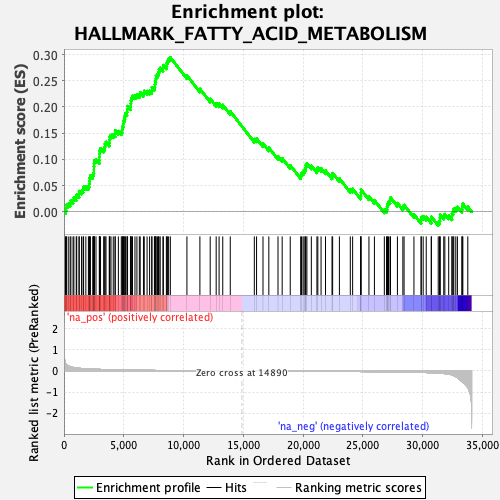 Enrichment plot:
HALLMARK_FATTY_ACID_METABOLISM
Enrichment score (ES)
0.30
0.25
0.20
0.15
0.10
0.05
0.00
'na_pos' (positively correlated)
Ranked list metric (PreRanked)
2
1
0
-1
-2
Zero cross at 14890
'na_neg' (negatively correlated)
0
5,000
10,000
15,000
20,000
25,000
30,000
35,000
Rank in Ordered Dataset
Enrichment profile
Hits
Ranking metric scores